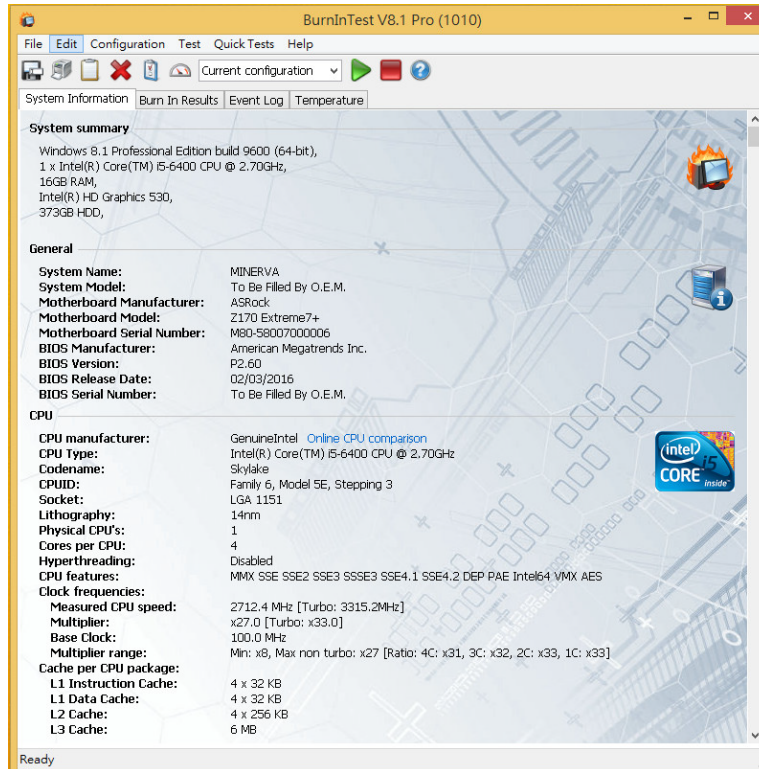 BurnInTest V8.1 Pro (1010)
File Edit Configuration Test Quick Tests Help
Current configuration
System Information Burn In Results Event Log Temperature
System summary
Windows 8.1 Professional Edition build 9600 (64-bit),
1 x Intel(R) Core(TM) i5-6400 CPU @ 2.70GHz,
16GB RAM,
Intel(R) HD Graphics 530,
373GB HDD,
General
System Name: MINERVA
System Model: To Be Filled By O.E.M.
Motherboard Manufacturer: ASRock
Motherboard Model: Z170 Extreme7+
Motherboard Serial Number: M80-58007000006
BIOS Manufacturer: American Megatrends Inc.
BIOS Version: P2.60
BIOS Release Date: 02/03/2016
BIOS Serial Number: To Be Filled By O.E.M.
CPU
CPU manufacturer: GenuineIntel Online CPU comparison
CPU Type: Intel(R) Core(TM) i5-6400 CPU @ 2.70GHz
Codename: Skylake
CPUID: Family 6, Model 5E, Stepping 3
Socket: LGA 1151
Lithography: 14nm
Physical CPU's: 1
Cores per CPU: 4
Hyperthreading: Disabled
CPU features: MMX SSE SSE2 SSE3 SSSE3 SSE4.1 SSE4.2 DEP PAE Intel64 VMX AES
Clock frequencies:
Measured CPU speed: 2712.4 MHz [Turbo: 3315.2MHz]
Multiplier: x27.0 [Turbo: x33.0]
Base Clock: 100.0 MHz
Multiplier range: Min: x8, Max non turbo: x27 [Ratio: 4C: x31, 3C: x32, 2C: x33, 1C: x33]
Cache per CPU package:
L1 Instruction Cache: 4 x 32 KB
L1 Data Cache: 4 x 32 KB
L2 Cache: 4 x 256 KB
L3 Cache: 6 MB
intel
CORE i5
inside™
Ready